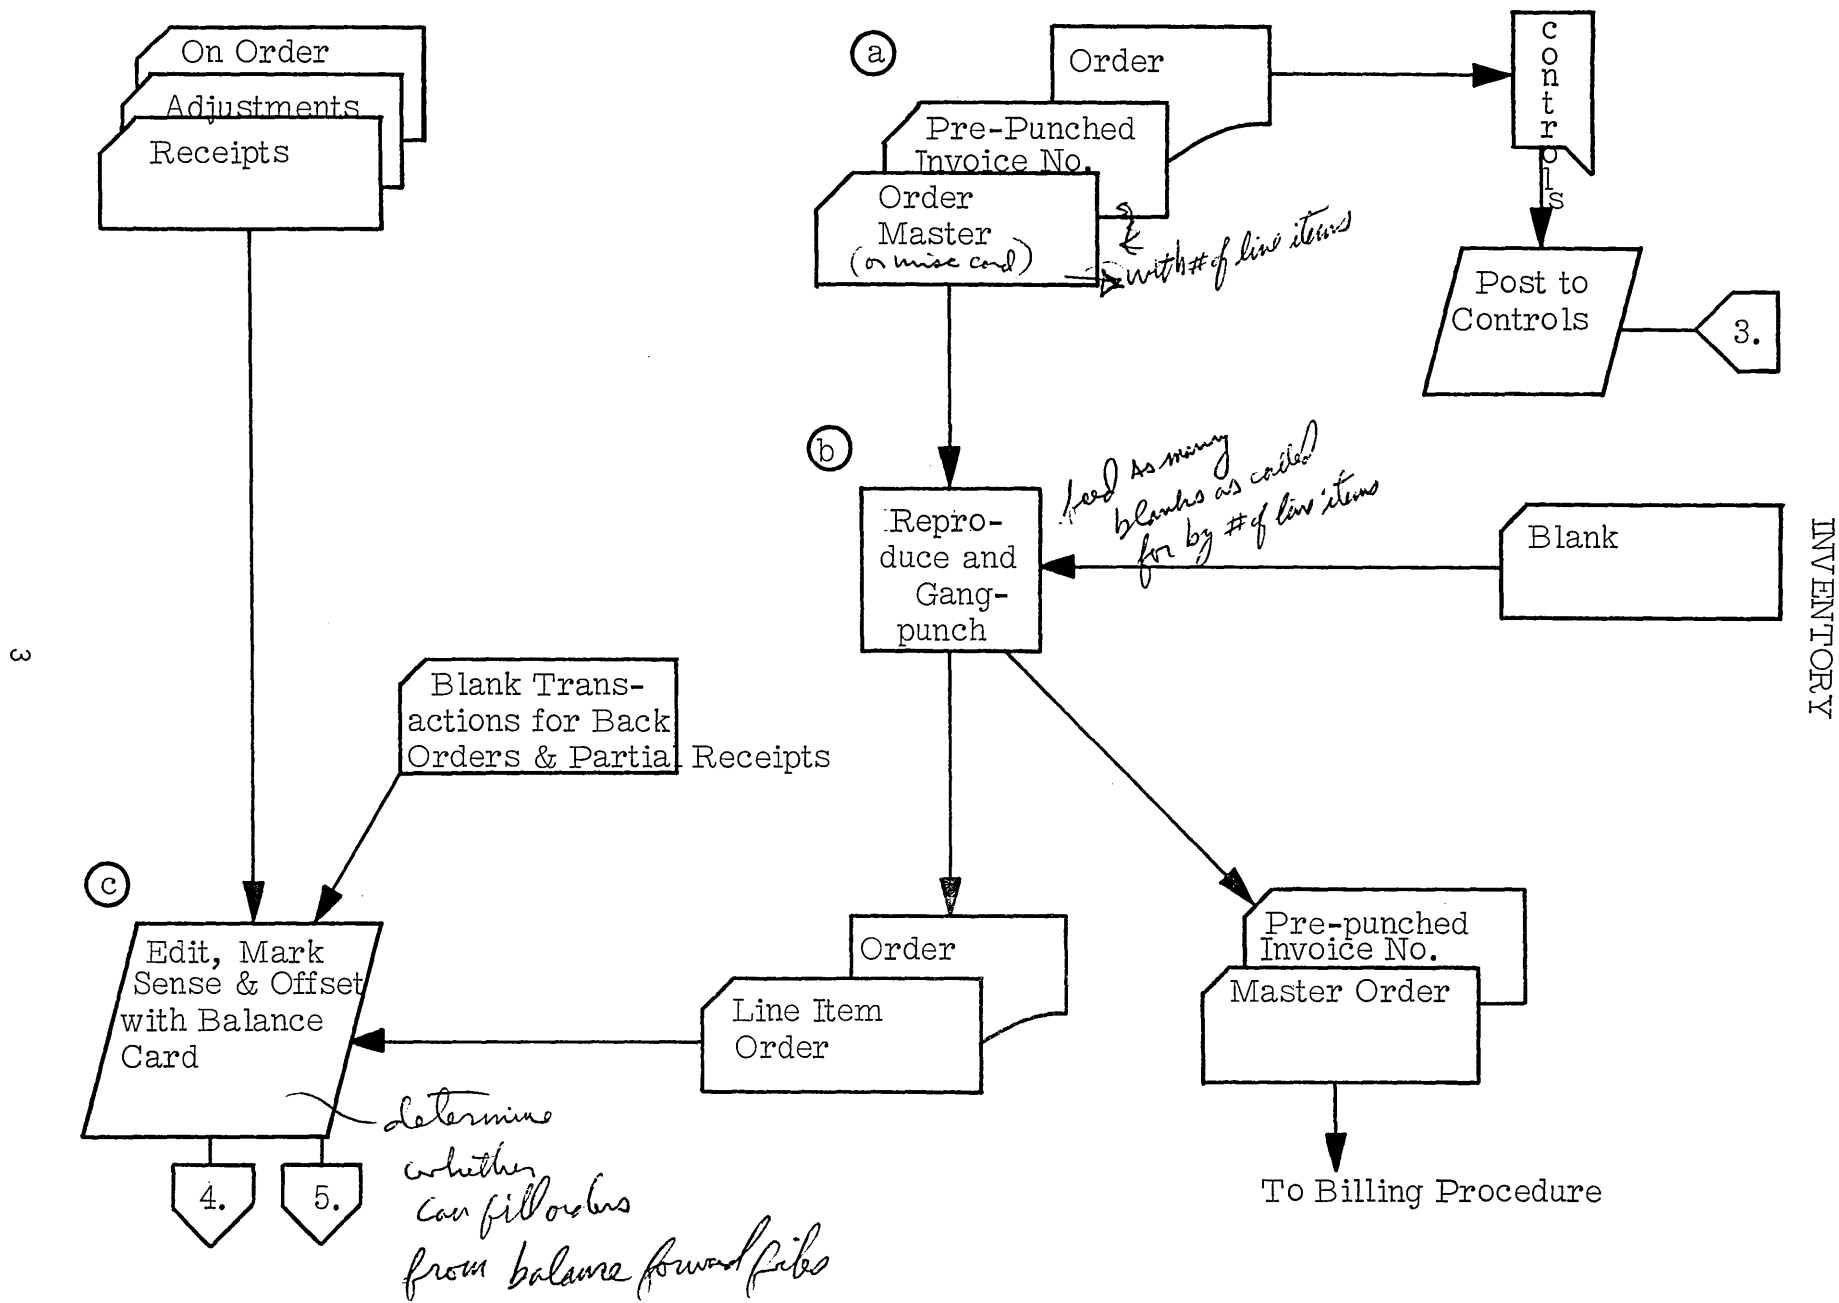 On Order
Adjustments
Receipts
a
Order
Pre-Punched
Invoice No.
Order
Master
(or misc card)
with # of line items
controls
Post to
Controls
3.
b
Repro-
duce and
Gang-
punch
feed as many
blanks as called
for by # of line items
Blank
INVENTORY
3
Blank Trans-
actions for Back
Orders & Partial Receipts
c
Edit, Mark
Sense & Offset
with Balance
Card
Order
Line Item
Order
Pre-punched
Invoice No.
Master Order
determine
whether
can fill orders
from balance forward files
4.
5.
To Billing Procedure